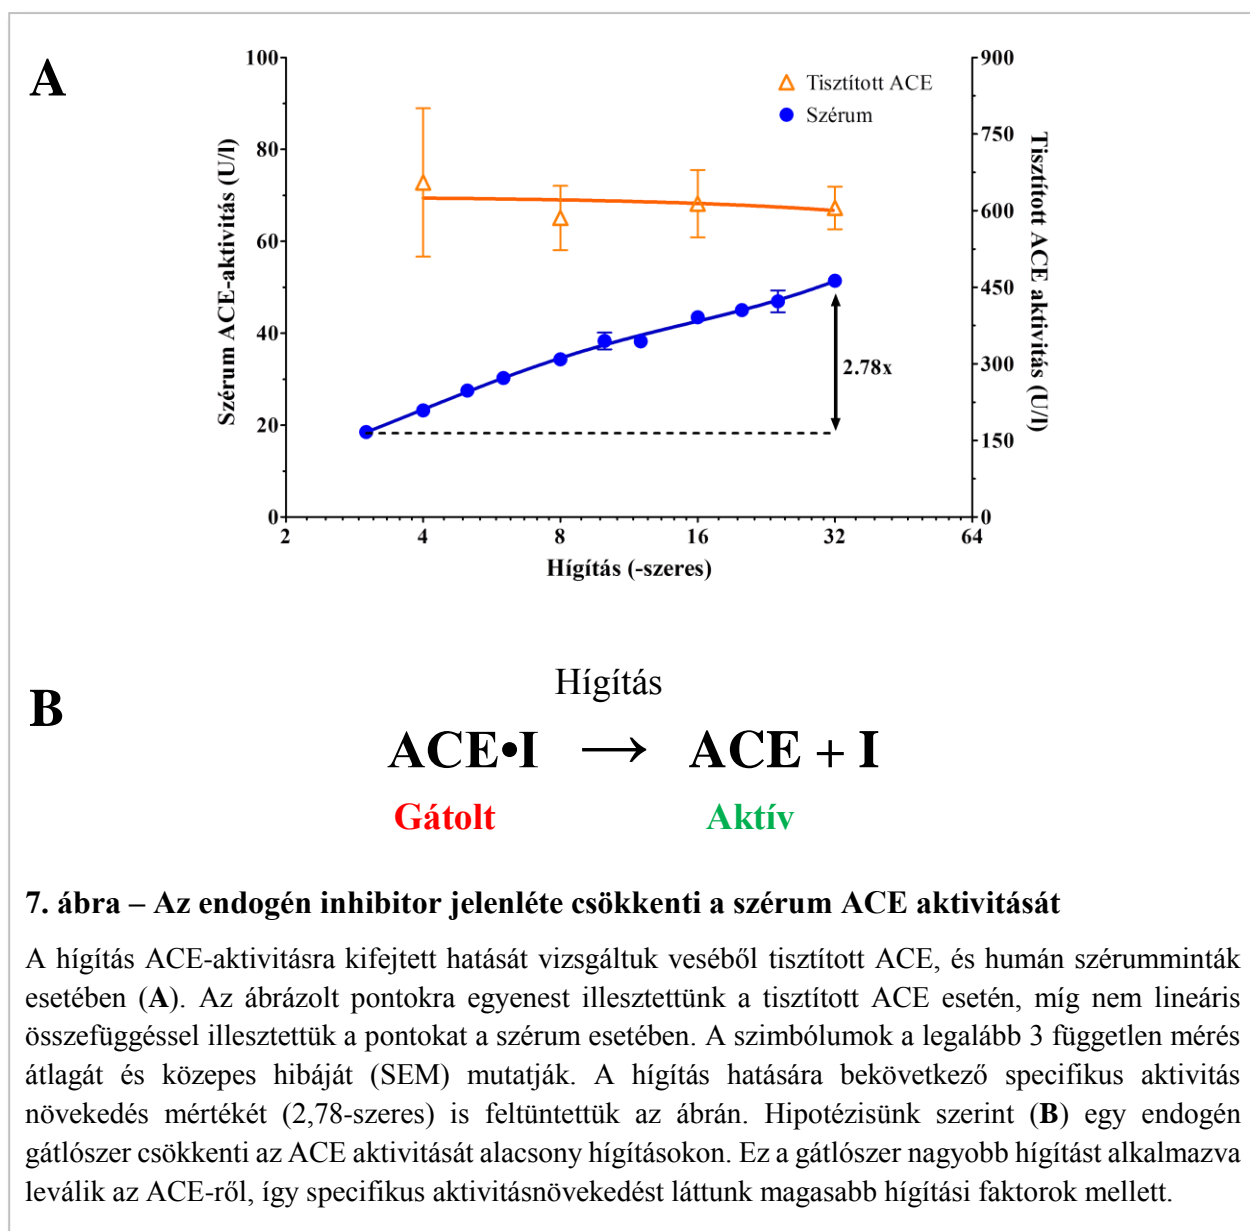 A
100
80
60
40
20
0
Szérum ACE-aktivitás (U/l)
900
750
600
450
300
150
0
Tisztított ACE aktivitás (U/l)
Tisztított ACE
Szérum
2.78x
2 4 8 16 32 64
Hígítás (-szeres)
B
Hígítás
ACE•I → ACE + I
Gátolt Aktív
7. ábra – Az endogén inhibitor jelenléte csökkenti a szérum ACE aktivitását
A hígítás ACE-aktivitásra kifejtett hatását vizsgáltuk veséből tisztított ACE, és humán szérumminták
esetében (A). Az ábrázolt pontokra egyenest illesztettünk a tisztított ACE esetén, míg nem lineáris
összefüggéssel illesztettük a pontokat a szérum esetében. A szimbólumok a legalább 3 független mérés
átlagát és közepes hibáját (SEM) mutatják. A hígítás hatására bekövetkező specifikus aktivitás
növekedés mértékét (2,78-szeres) is feltüntettük az ábrán. Hipotézisünk szerint (B) egy endogén
gátlószer csökkenti az ACE aktivitását alacsony hígításokon. Ez a gátlószer nagyobb hígítást alkalmazva
leválik az ACE-ről, így specifikus aktivitásnövekedést láttunk magasabb hígítási faktorok mellett.